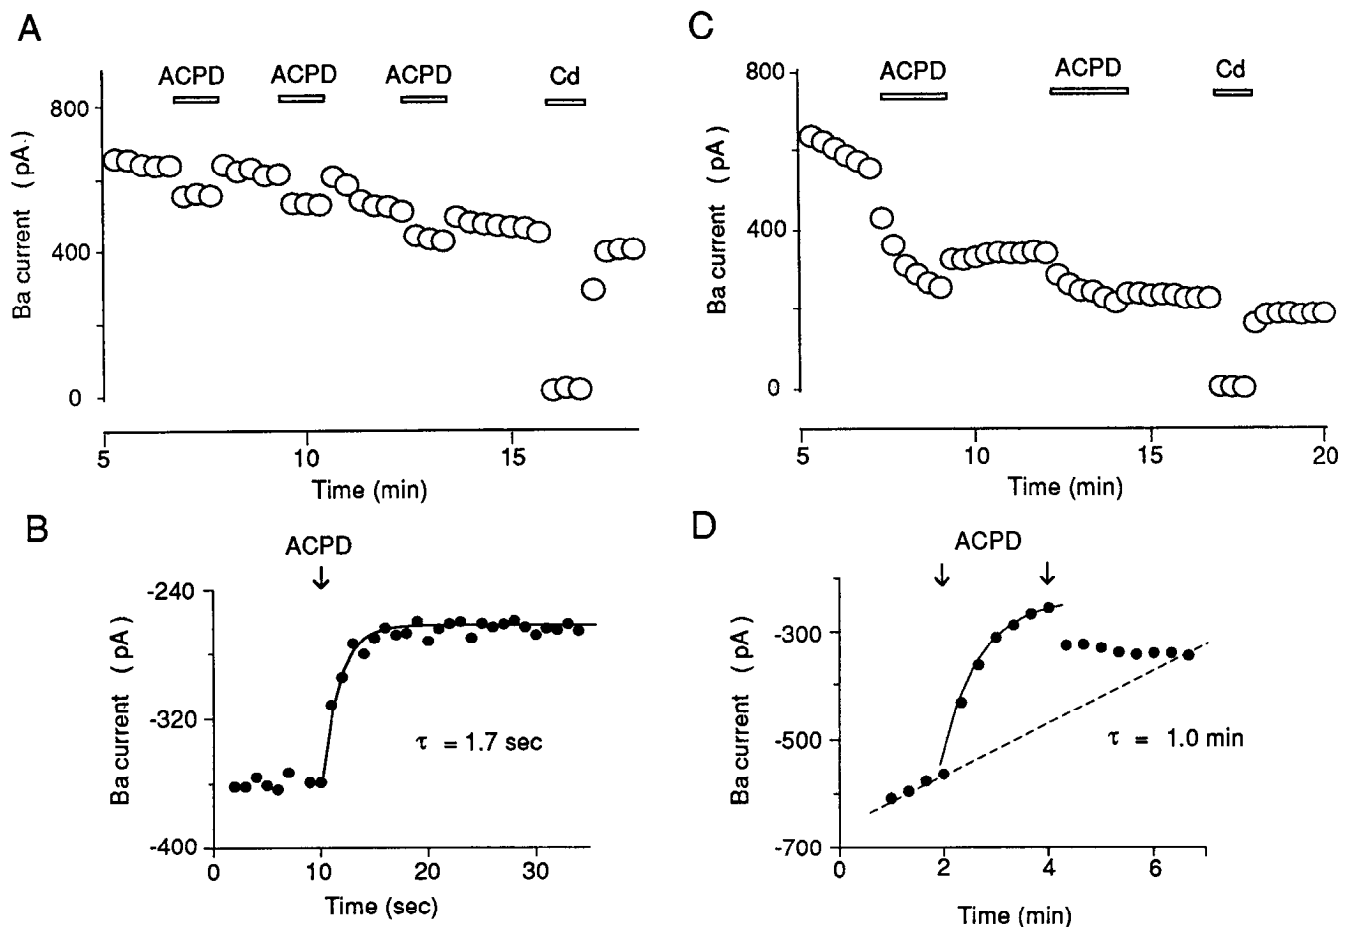 A
ACPD ACPD ACPD Cd
800
400
0
Ba current (pA)
5 10 15
Time (min)
C
ACPD ACPD Cd
800
400
0
Ba current (pA)
5 10 15 20
Time (min)
B
ACPD
-240
-320
-400
Ba current (pA)
τ = 1.7 sec
0 10 20 30
Time (sec)
D
ACPD
-300
-500
-700
Ba current (pA)
τ = 1.0 min
0 2 4 6
Time (min)